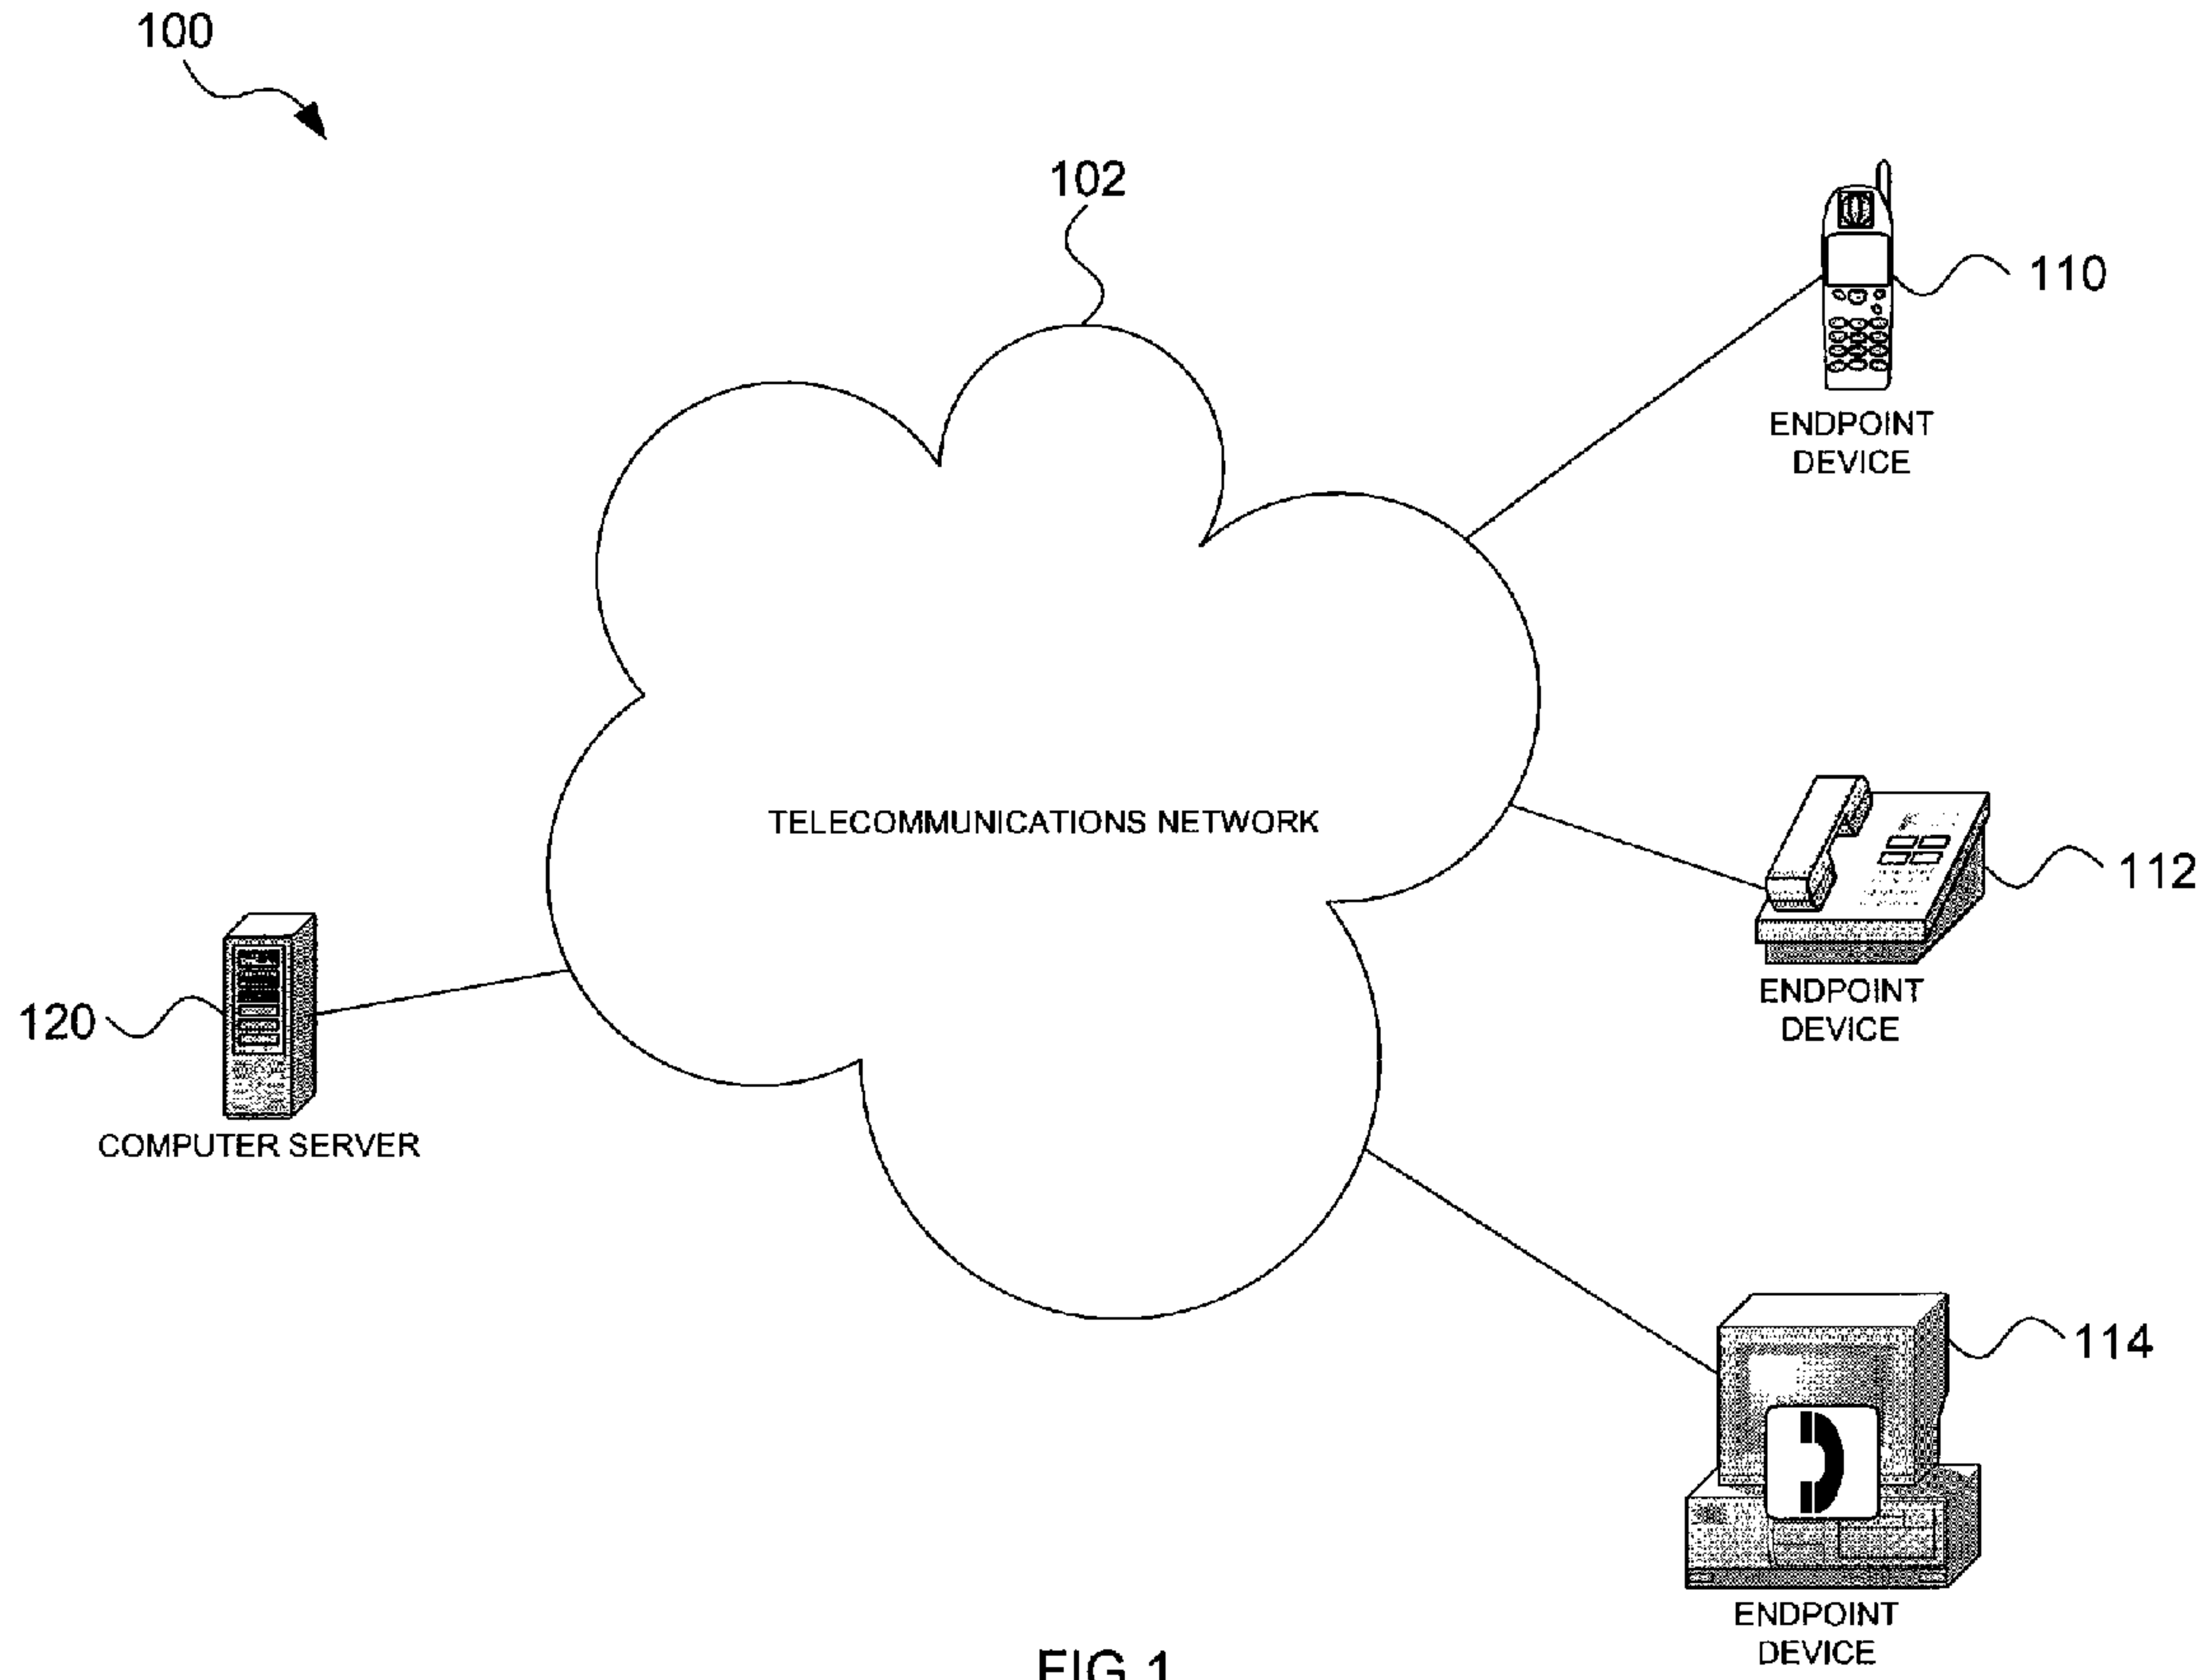 100
102
110
ENDPOINT
DEVICE
TELECOMMUNICATIONS NETWORK
112
ENDPOINT
DEVICE
120
COMPUTER SERVER
114
ENDPOINT
DEVICE
FIG 1